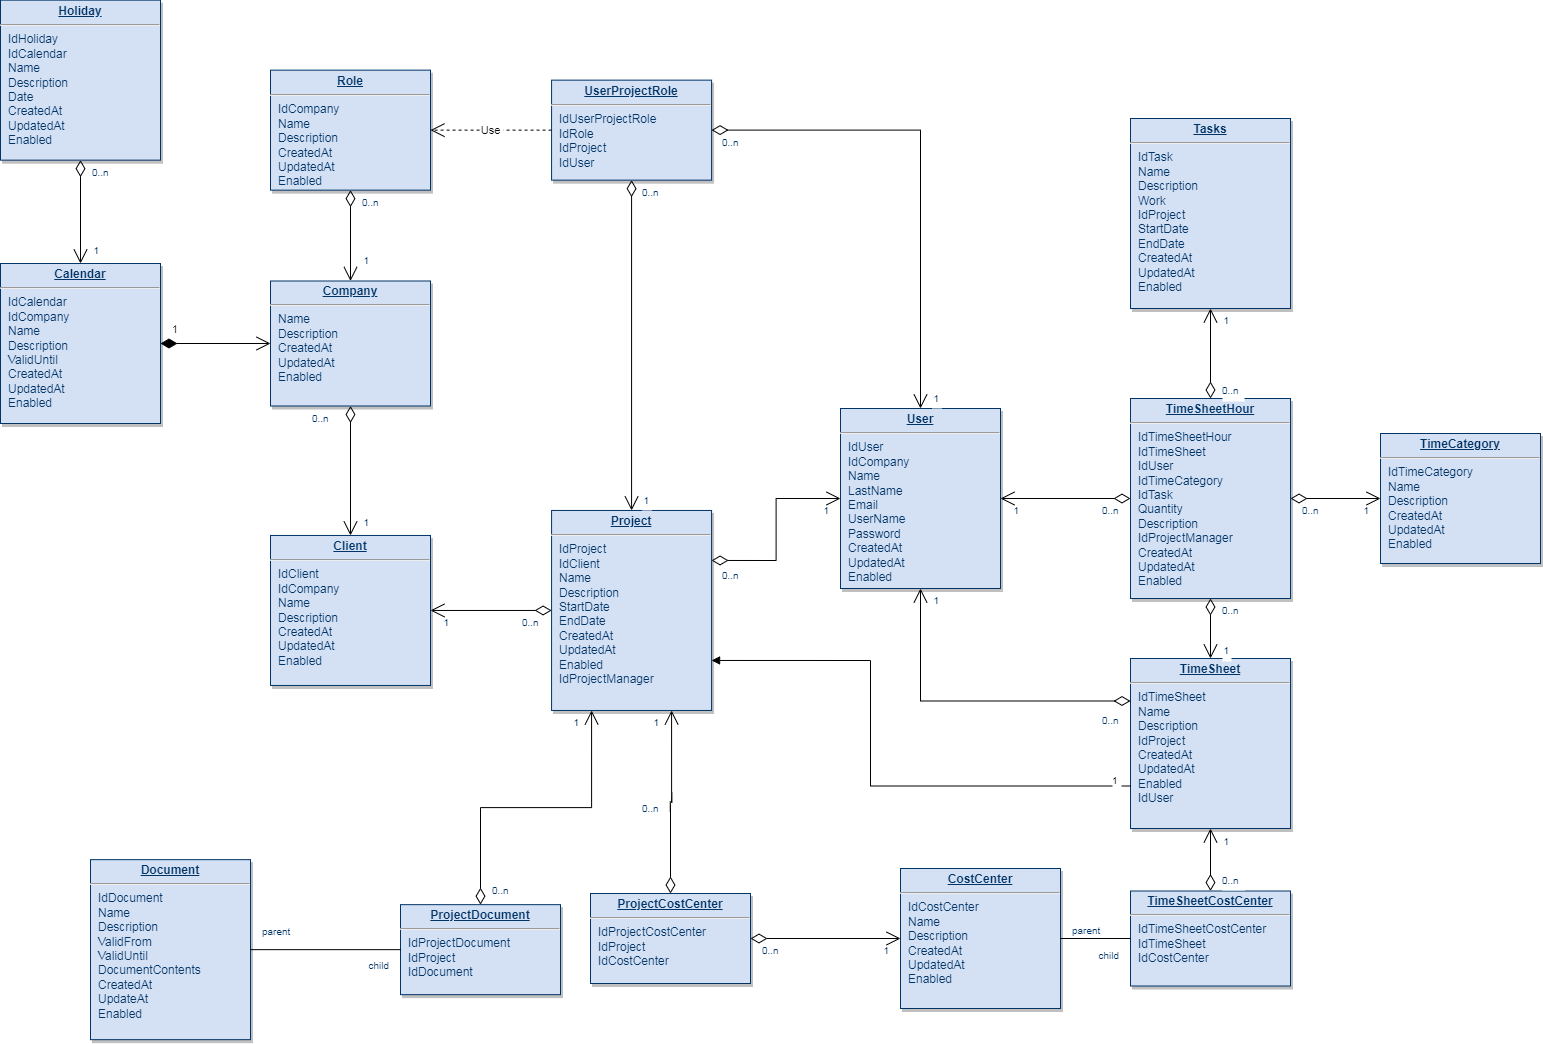 Holiday
IdHoliday
IdCalendar
Name
Description
Date
CreatedAt
UpdatedAt
Enabled
0..n
1
Calendar
IdCalendar
IdCompany
Name
Description
ValidUntil
CreatedAt
UpdatedAt
Enabled
1
Role
IdCompany
Name
Description
CreatedAt
UpdatedAt
Enabled
0..n
1
Use
Company
Name
Description
CreatedAt
UpdatedAt
Enabled
0..n
1
Client
IdClient
IdCompany
Name
Description
CreatedAt
UpdatedAt
Enabled
1
0..n
UserProjectRole
IdUserProjectRole
IdRole
IdProject
IdUser
0..n
0..n
1
1
Project
IdProject
IdClient
Name
Description
StartDate
EndDate
CreatedAt
UpdatedAt
Enabled
IdProjectManager
0..n
1
1
1
User
IdUser
IdCompany
Name
LastName
Email
UserName
Password
CreatedAt
UpdatedAt
Enabled
1
0..n
1
Tasks
IdTask
Name
Description
Work
IdProject
StartDate
EndDate
CreatedAt
UpdatedAt
Enabled
1
0..n
TimeSheetHour
IdTimeSheetHour
IdTimeSheet
IdUser
IdTimeCategory
IdTask
Quantity
Description
IdProjectManager
CreatedAt
UpdatedAt
Enabled
0..n
1
0..n
1
TimeCategory
IdTimeCategory
Name
Description
CreatedAt
UpdatedAt
Enabled
TimeSheet
IdTimeSheet
Name
Description
IdProject
CreatedAt
UpdatedAt
Enabled
IdUser
0..n
1
1
0..n
Document
IdDocument
Name
Description
ValidFrom
ValidUntil
DocumentContents
CreatedAt
UpdateAt
Enabled
parent
child
0..n
ProjectDocument
IdProjectDocument
IdProject
IdDocument
0..n
ProjectCostCenter
IdProjectCostCenter
IdProject
IdCostCenter
0..n
1
CostCenter
IdCostCenter
Name
Description
CreatedAt
UpdatedAt
Enabled
parent
child
TimeSheetCostCenter
IdTimeSheetCostCenter
IdTimeSheet
IdCostCenter